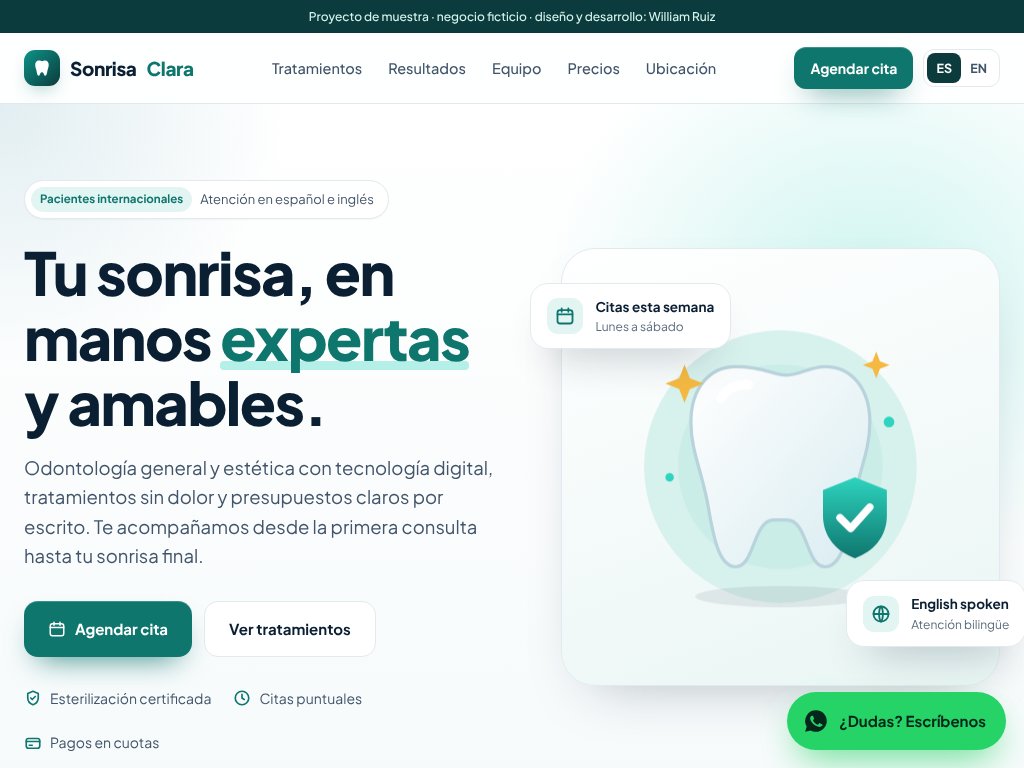 Proyecto de muestra · negocio ficticio · diseño y desarrollo: William Ruiz
Sonrisa Clara
Tratamientos
Resultados
Equipo
Precios
Ubicación
Agendar cita
ES
EN
Pacientes internacionales
Atención en español e inglés
Tu sonrisa, en
manos expertas
y amables.
Odontología general y estética con tecnología digital,
tratamientos sin dolor y presupuestos claros por
escrito. Te acompañamos desde la primera consulta
hasta tu sonrisa final.
Agendar cita
Ver tratamientos
Esterilización certificada
Citas puntuales
Pagos en cuotas
Citas esta semana
Lunes a sábado
English spoken
Atención bilingüe
¿Dudas? Escríbenos